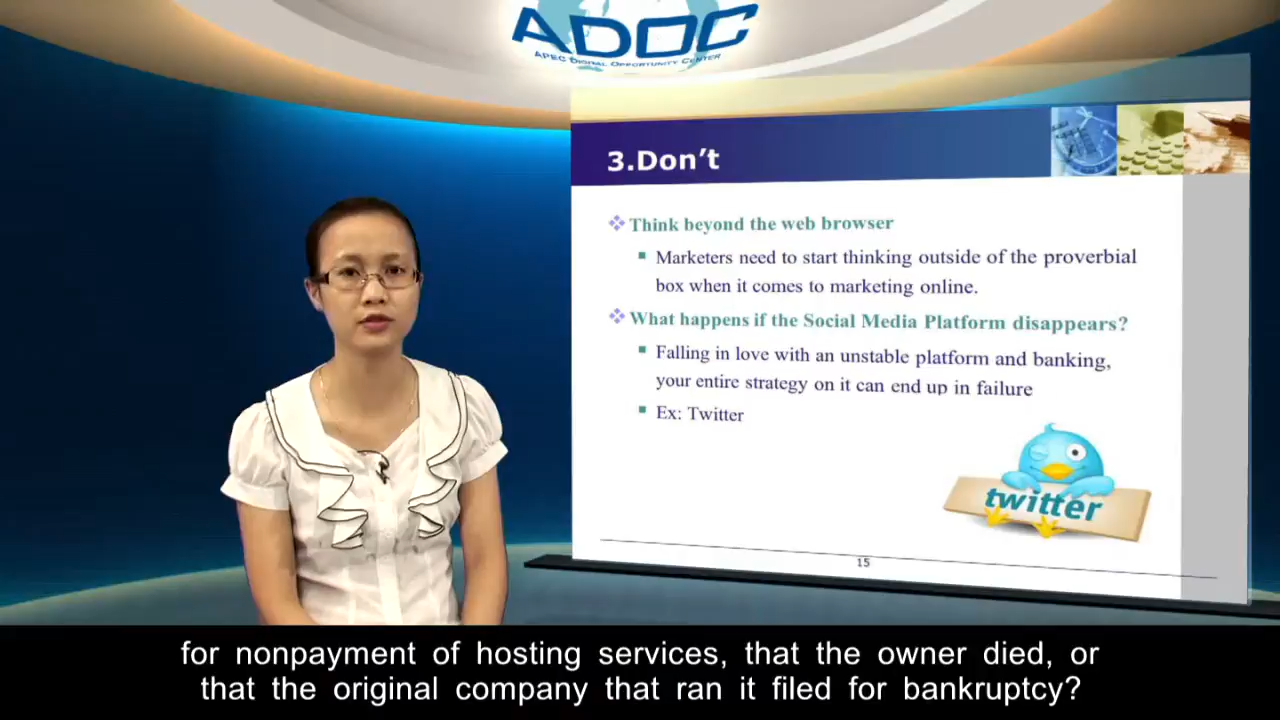 ADOC
APEC DIGITAL OPPORTUNITY CENTER
3.Don't
Think beyond the web browser
Marketers need to start thinking outside of the proverbial
box when it comes to marketing online.
What happens if the Social Media Platform disappears?
Falling in love with an unstable platform and banking,
your entire strategy on it can end up in failure
Ex: Twitter
twitter
15
for nonpayment of hosting services, that the owner died, or
that the original company that ran it filed for bankruptcy?